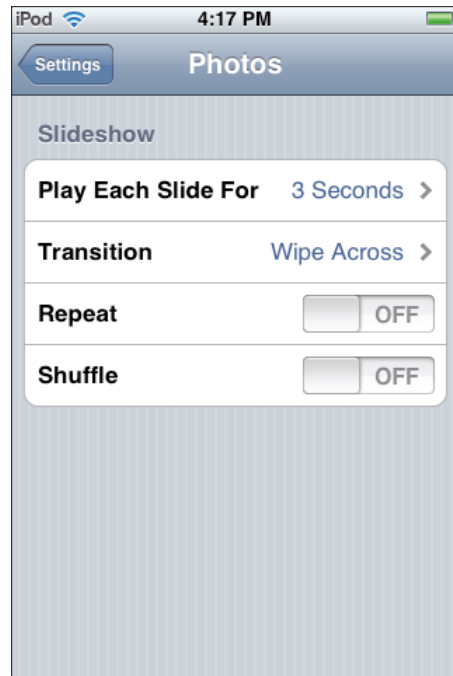 iPod 4:17 PM
Settings Photos
Slideshow
Play Each Slide For 3 Seconds
Transition Wipe Across
Repeat OFF
Shuffle OFF